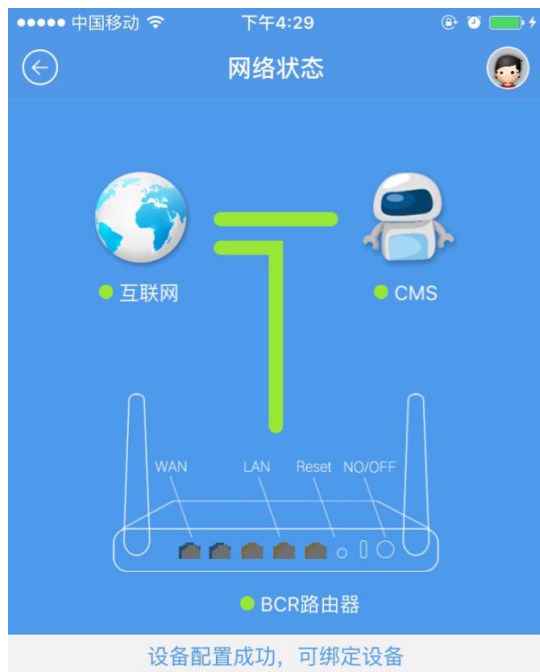 中国移动 下午4:29
网络状态
互联网 CMS
WAN LAN Reset NO/OFF
BCR路由器
设备配置成功，可绑定设备